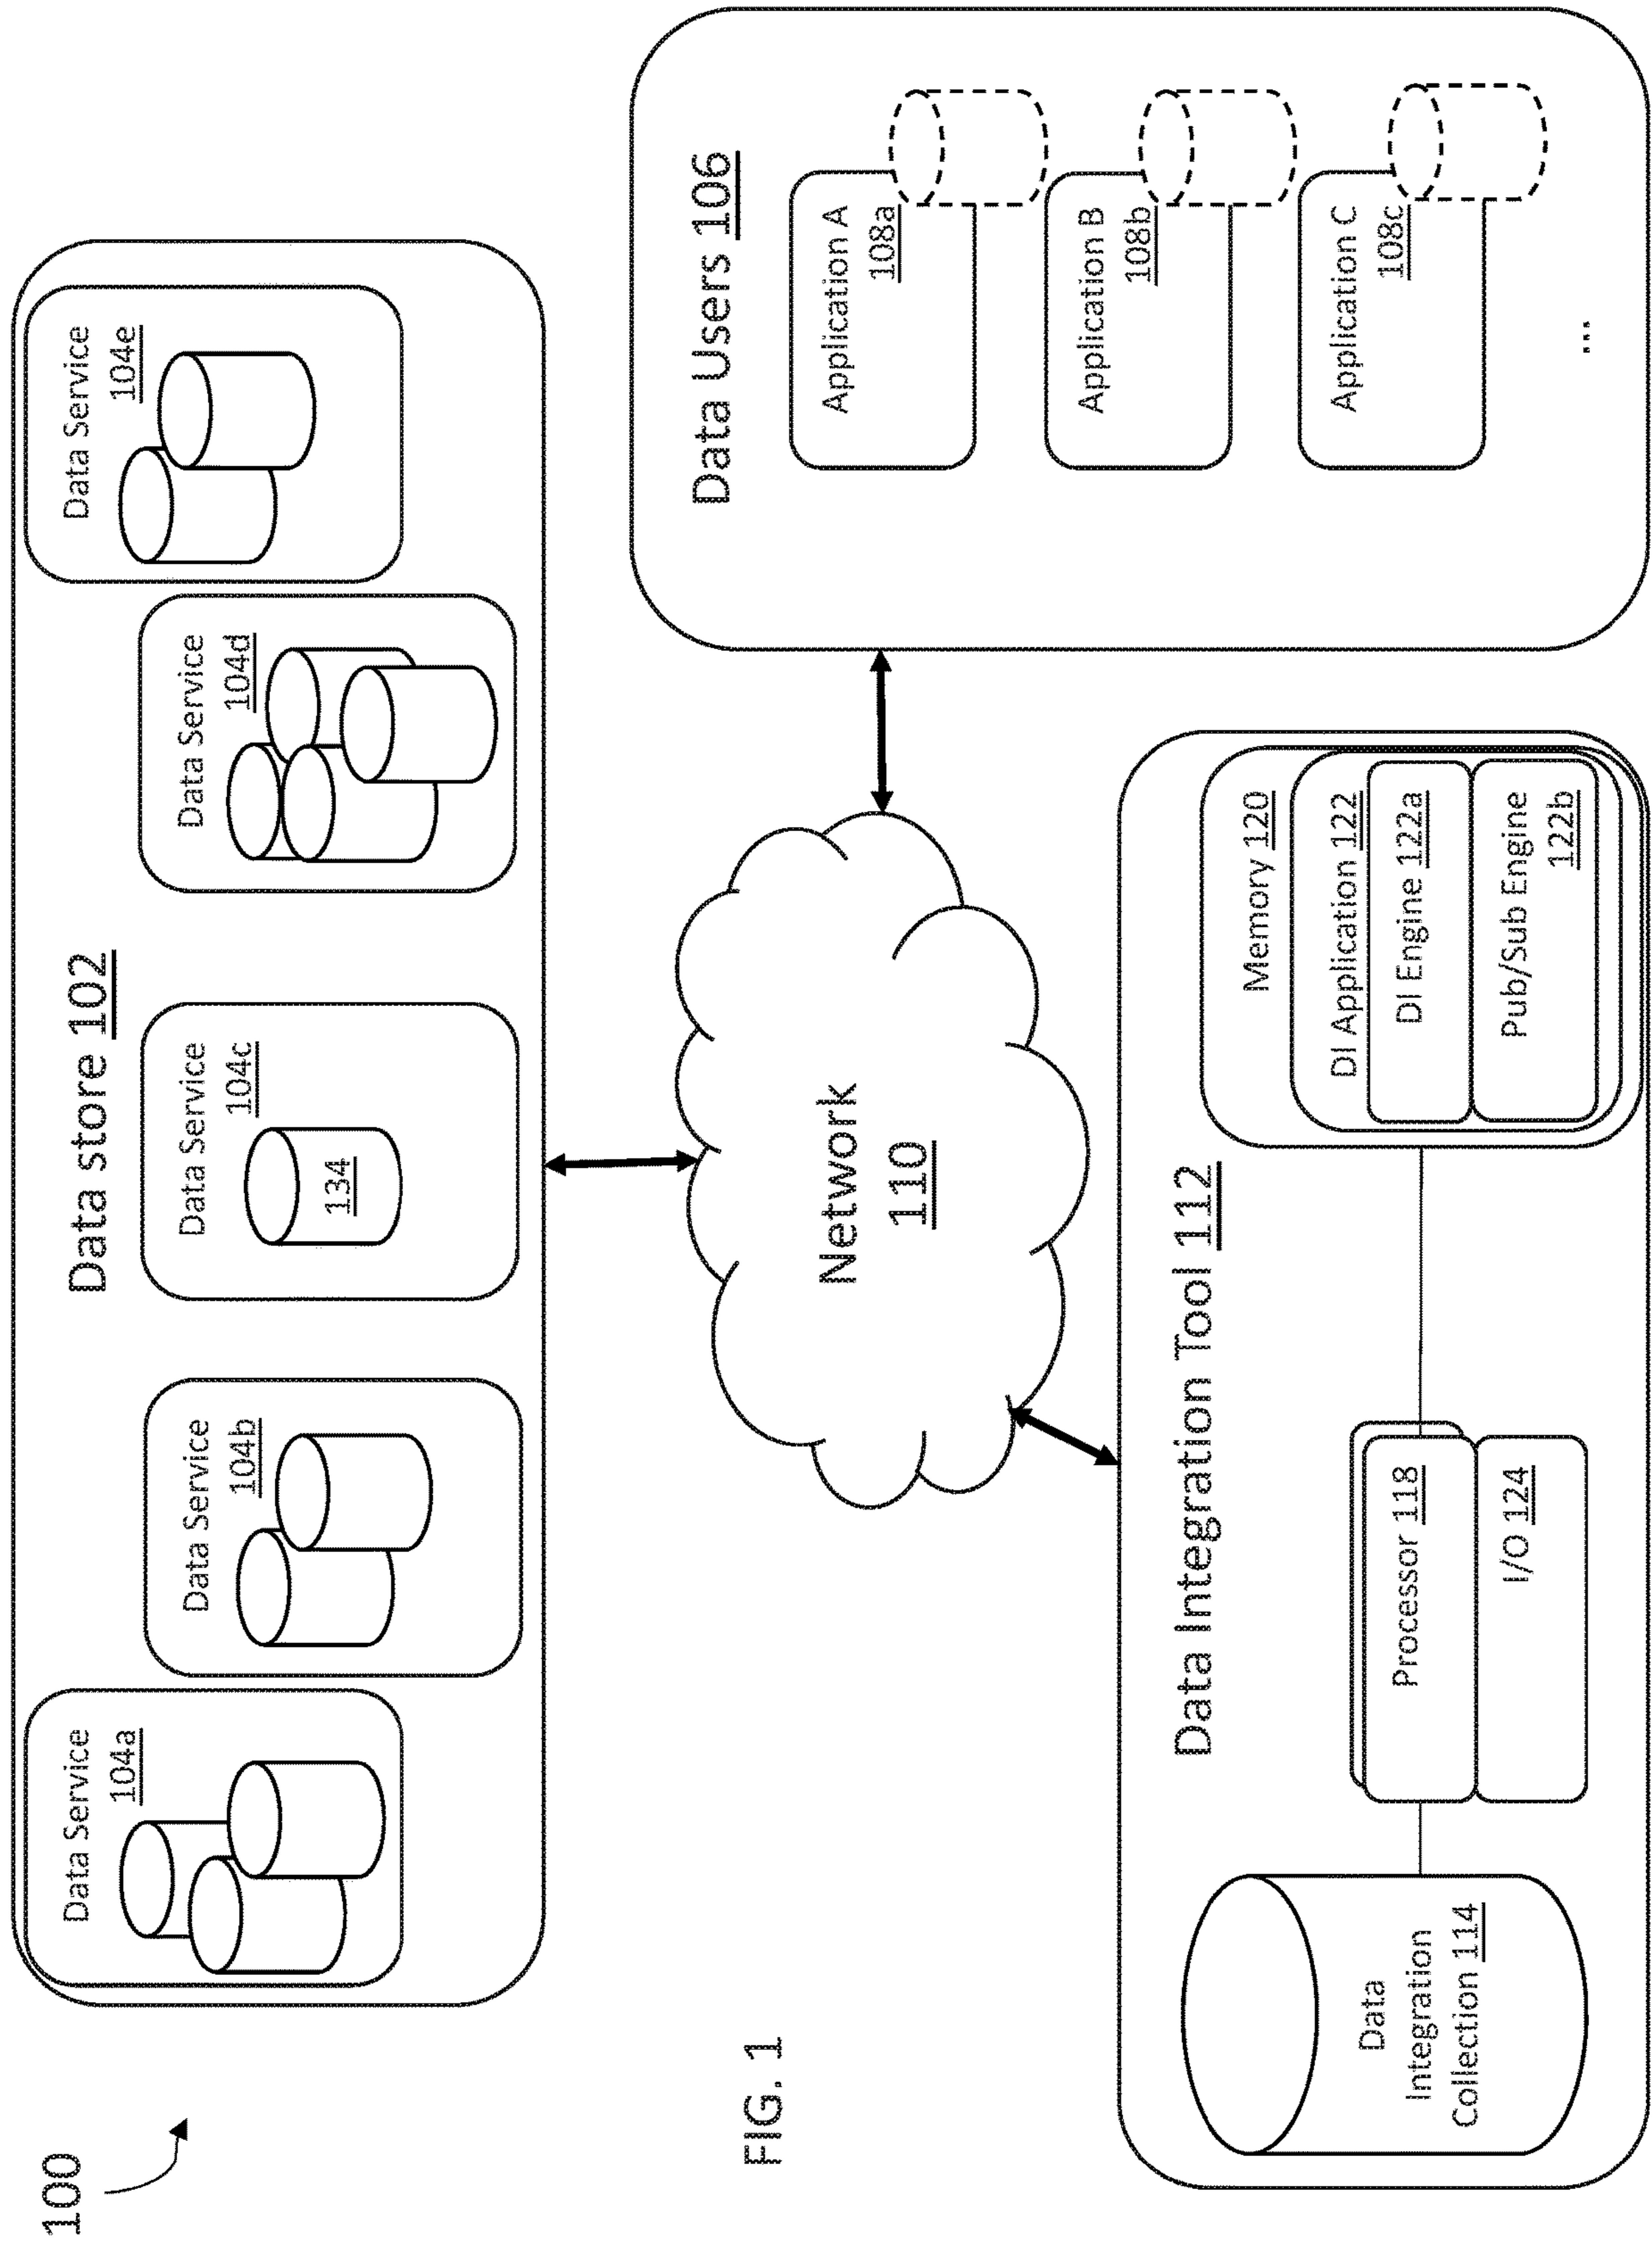 100
Data store 102
Data Service
104a
Data Service
104b
Data Service
104c
134
Data Service
104d
Data Service
104e
Network
110
FIG. 1
Data Integration Tool 112
Data
Integration
Collection 114
Processor 118
I/O 124
Memory 120
DI Application 122
DI Engine 122a
Pub/Sub Engine
122b
Data Users 106
Application A
108a
Application B
108b
Application C
108c
...